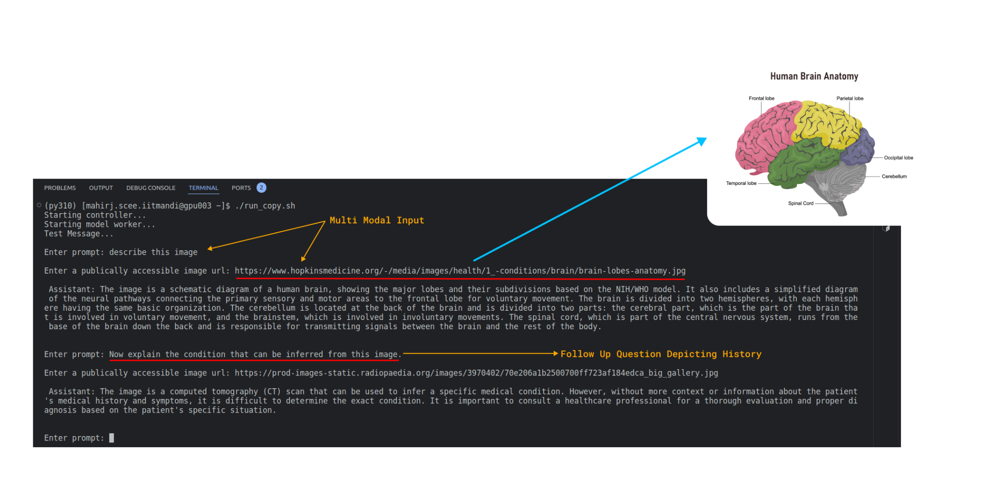 Human Brain Anatomy
Frontal lobe
Parietal lobe
Occipital lobe
Cerebellum
Temporal lobe
Spinal Cord
PROBLEMS OUTPUT DEBUG CONSOLE TERMINAL PORTS 2
(py310) [mahirj.scee.iitmandi@gpu003 ~]$ ./run_copy.sh
Starting controller...
Starting model worker...
Test Message...
Multi Modal Input
Enter prompt: describe this image
Enter a publically accessible image url: https://www.hopkinsmedicine.org/-/media/images/health/1_-conditions/brain/brain-lobes-anatomy.jpg
Assistant: The image is a schematic diagram of a human brain, showing the major lobes and their subdivisions based on the NIH/WHO model. It also includes a simplified diagram
of the neural pathways connecting the primary sensory and motor areas to the frontal lobe for voluntary movement. The brain is divided into two hemispheres, with each hemisph
ere having the same basic organization. The cerebellum is located at the back of the brain and is divided into two parts: the cerebral part, which is the part of the brain tha
t is involved in voluntary movement, and the brainstem, which is involved in involuntary movements. The spinal cord, which is part of the central nervous system, runs from the
base of the brain down the back and is responsible for transmitting signals between the brain and the rest of the body.
Enter prompt: Now explain the condition that can be inferred from this image.
Follow Up Question Depicting History
Enter a publically accessible image url: https://prod-images-static.radiopaedia.org/images/3970402/70e206a1b2500700ff723af184edca_big_gallery.jpg
Assistant: The image is a computed tomography (CT) scan that can be used to infer a specific medical condition. However, without more context or information about the patient
's medical history and symptoms, it is difficult to determine the exact condition. It is important to consult a healthcare professional for a thorough evaluation and proper di
agnosis based on the patient's specific situation.
Enter prompt: